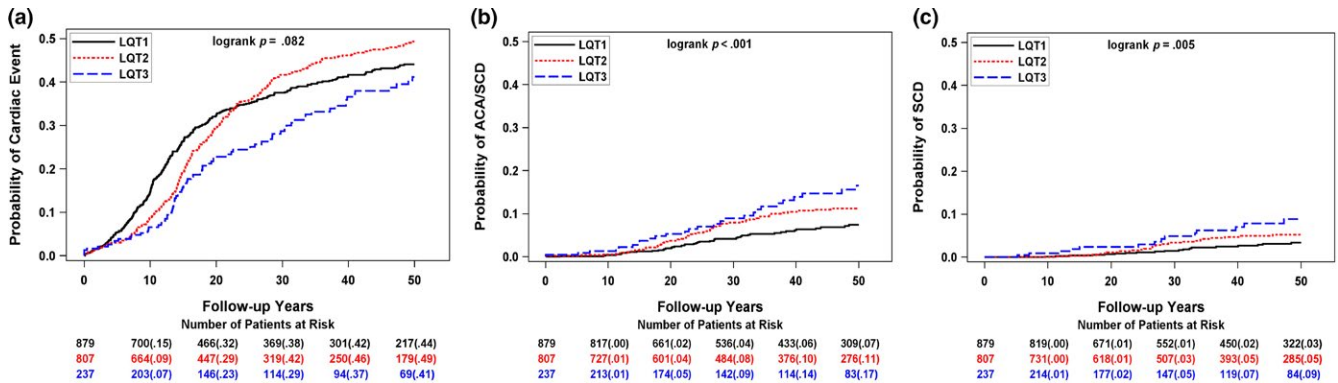 (a)
LQT1
LQT2
LQT3
logrank p = .082
Probability of Cardiac Event
0.5
0.4
0.3
0.2
0.1
0.0
0 10 20 30 40 50
Follow-up Years
Number of Patients at Risk
879 700(.15) 466(.32) 369(.38) 301(.42) 217(.44)
807 664(.09) 447(.29) 319(.42) 250(.46) 179(.49)
237 203(.07) 146(.23) 114(.29) 94(.37) 69(.41)
(b)
LQT1
LQT2
LQT3
logrank p < .001
Probability of ACA/SCD
0.5
0.4
0.3
0.2
0.1
0.0
0 10 20 30 40 50
Follow-up Years
Number of Patients at Risk
879 817(.00) 661(.02) 536(.04) 433(.06) 309(.07)
807 727(.01) 601(.04) 484(.08) 376(.10) 276(.11)
237 213(.01) 174(.05) 142(.09) 114(.14) 83(.17)
(c)
LQT1
LQT2
LQT3
logrank p = .005
Probability of SCD
0.5
0.4
0.3
0.2
0.1
0.0
0 10 20 30 40 50
Follow-up Years
Number of Patients at Risk
879 819(.00) 671(.01) 552(.01) 450(.02) 322(.03)
807 731(.00) 618(.01) 507(.03) 393(.05) 285(.05)
237 214(.01) 177(.02) 147(.05) 119(.07) 84(.09)